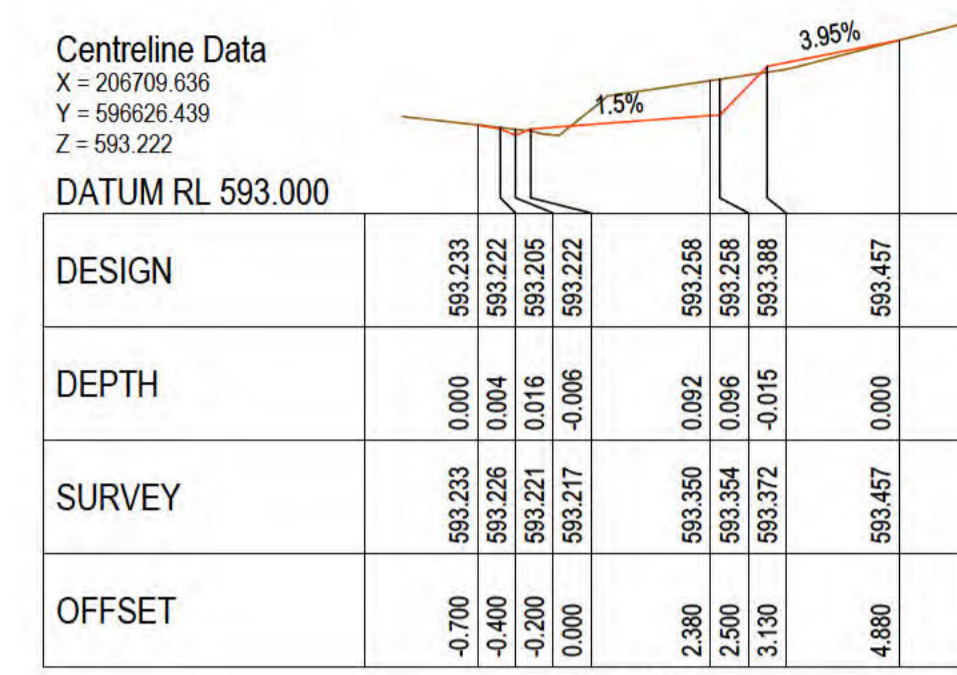 Centreline Data
X = 206709.636
Y = 596626.439
Z = 593.222
DATUM RL 593.000
1.5%
3.95%
DESIGN 593.233 593.222 593.205 593.222 593.258 593.258 593.388 593.457
DEPTH 0.000 0.004 0.016 -0.006 0.092 0.096 -0.015 0.000
SURVEY 593.233 593.226 593.221 593.217 593.350 593.354 593.372 593.457
OFFSET -0.700 -0.400 -0.200 0.000 2.380 2.500 3.130 4.880